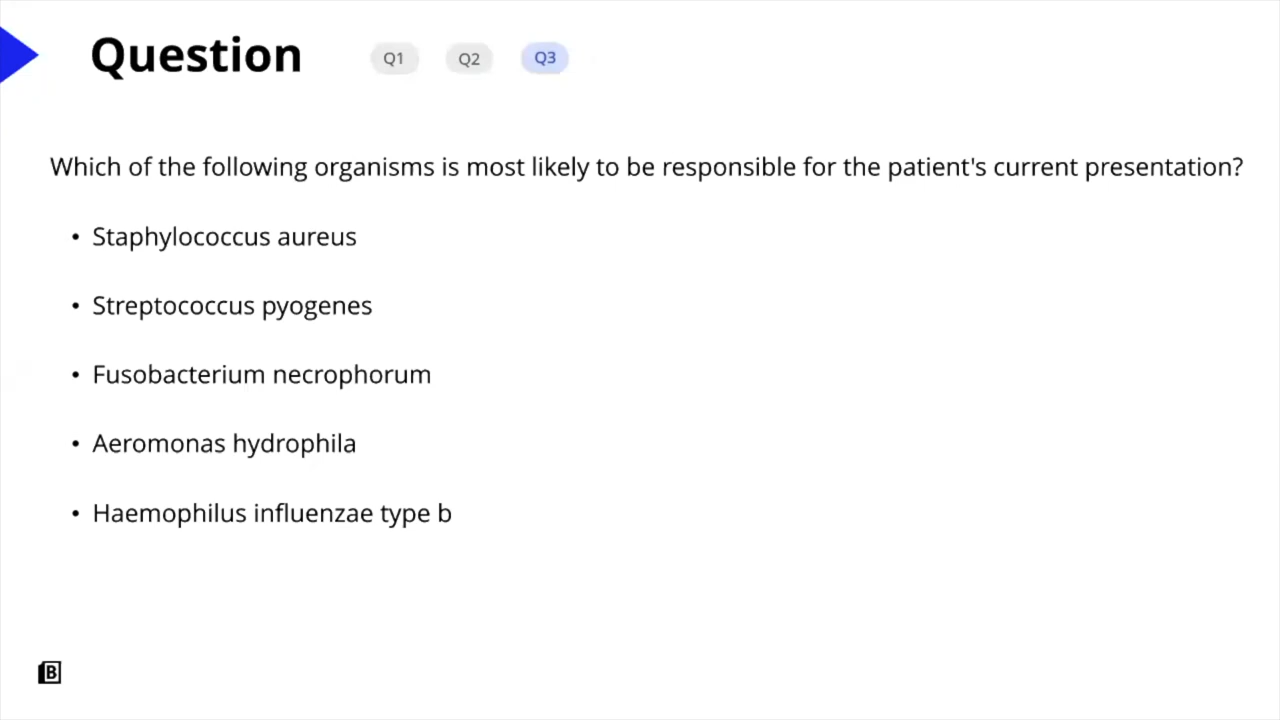 Question
Q1
Q2
Q3
Which of the following organisms is most likely to be responsible for the patient's current presentation?
• Staphylococcus aureus
• Streptococcus pyogenes
• Fusobacterium necrophorum
• Aeromonas hydrophila
• Haemophilus influenzae type b
B